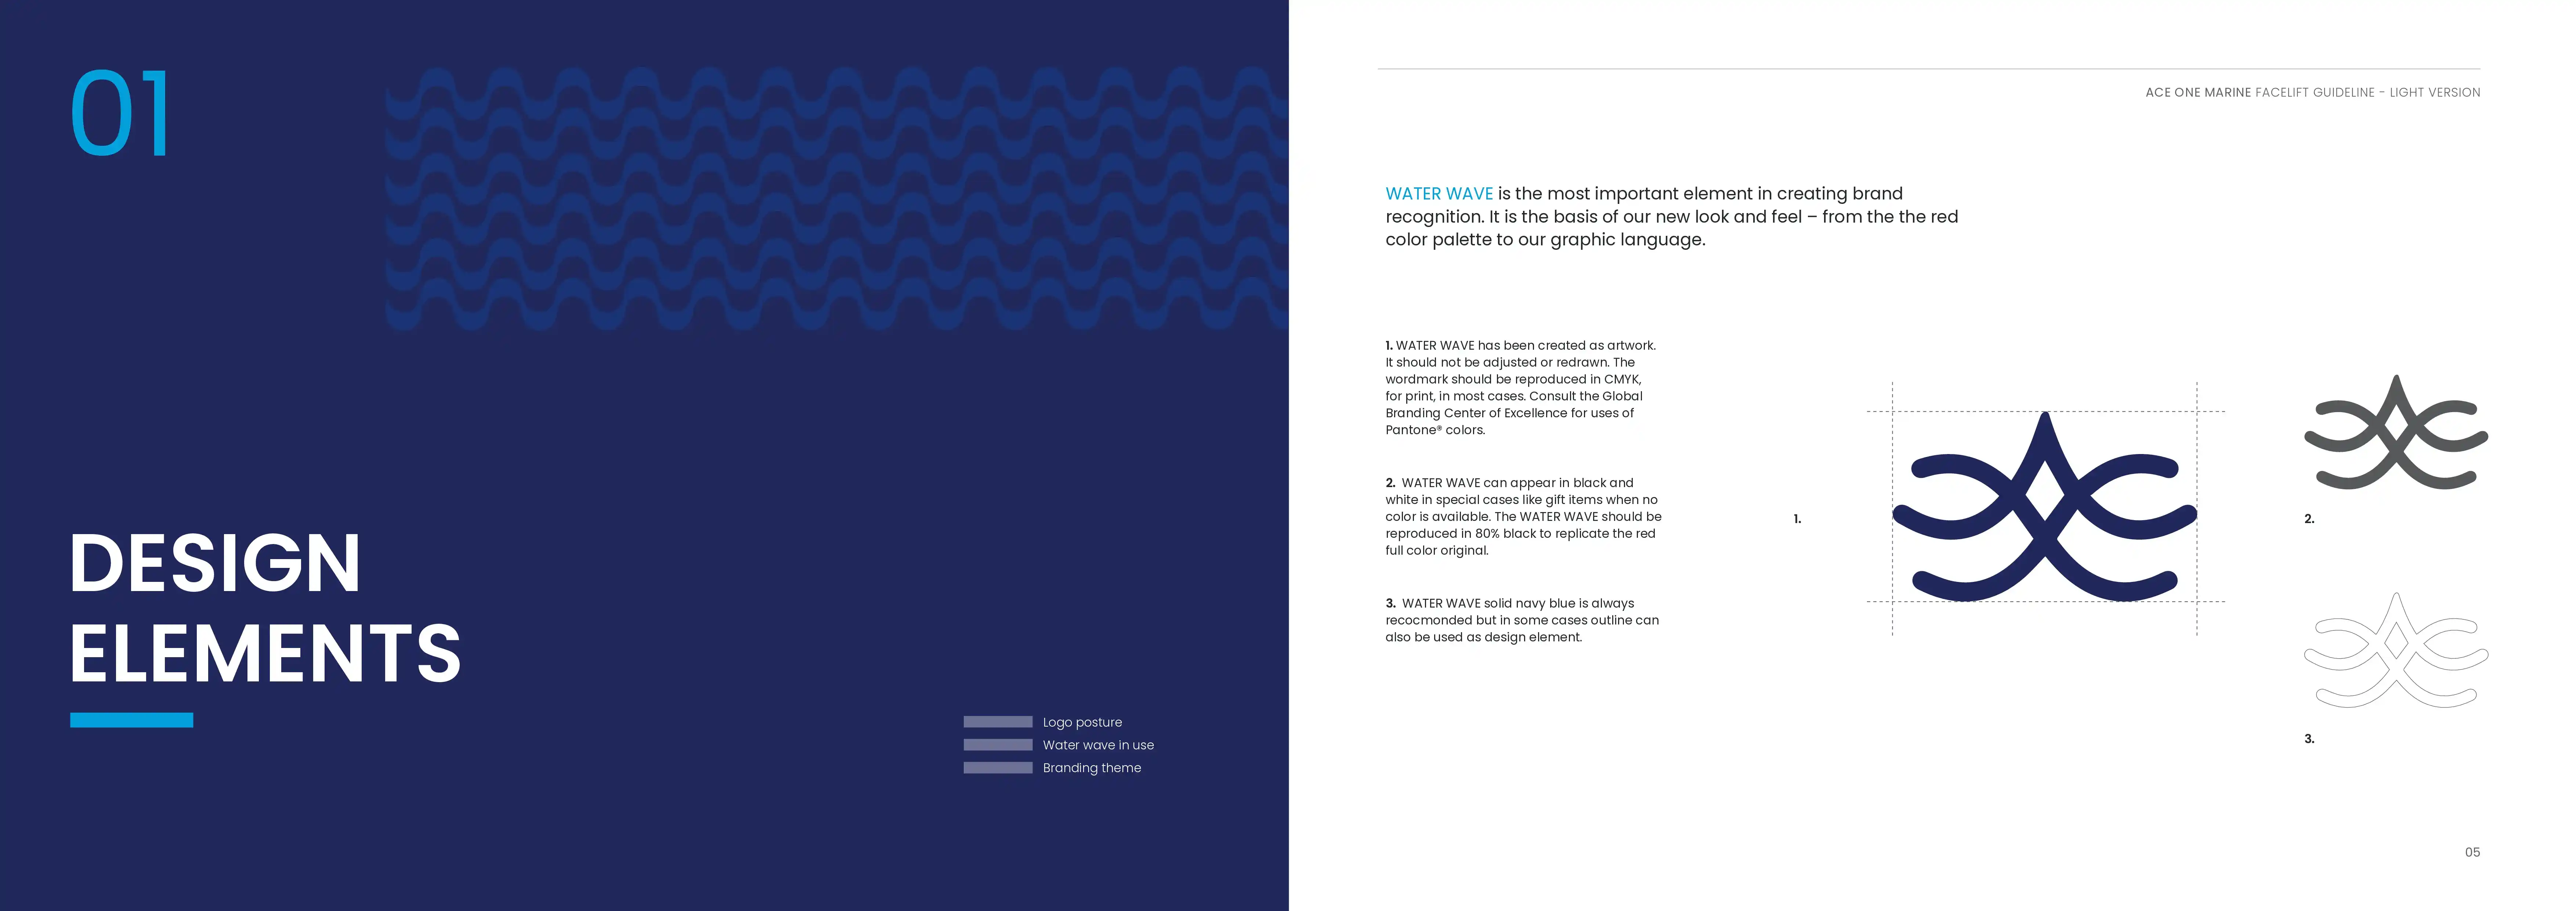 01
DESIGN
ELEMENTS
Logo posture
Water wave in use
Branding theme
ACE ONE MARINE FACELIFT GUIDELINE - LIGHT VERSION
WATER WAVE is the most important element in creating brand
recognition. It is the basis of our new look and feel – from the the red
color palette to our graphic language.
1. WATER WAVE has been created as artwork.
It should not be adjusted or redrawn. The
wordmark should be reproduced in CMYK,
for print, in most cases. Consult the Global
Branding Center of Excellence for uses of
Pantone® colors.
2. WATER WAVE can appear in black and
white in special cases like gift items when no
color is available. The WATER WAVE should be
reproduced in 80% black to replicate the red
full color original.
3. WATER WAVE solid navy blue is always
recocmonded but in some cases outline can
also be used as design element.
1.
2.
3.
05